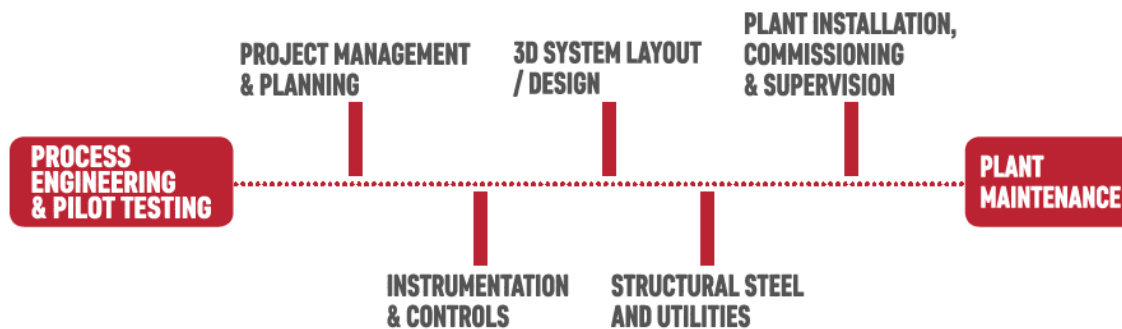 PROJECT MANAGEMENT
& PLANNING
3D SYSTEM LAYOUT
/ DESIGN
PLANT INSTALLATION,
COMMISSIONING
& SUPERVISION
PROCESS
ENGINEERING
& PILOT TESTING
PLANT
MAINTENANCE
INSTRUMENTATION
& CONTROLS
STRUCTURAL STEEL
AND UTILITIES